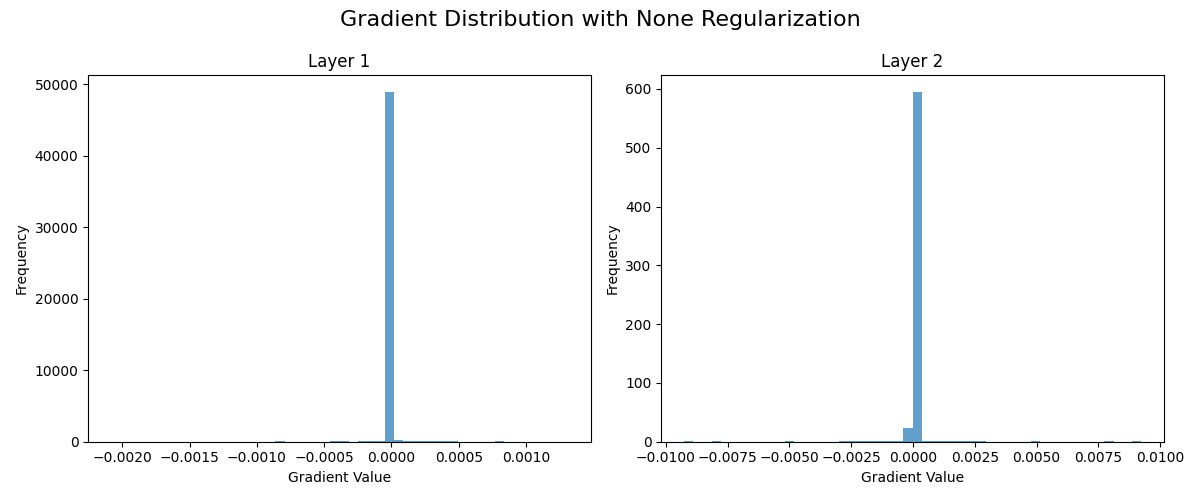 Gradient Distribution with None Regularization
Layer 1
Layer 2
50000
40000
30000
20000
10000
0
Frequency
−0.0020 −0.0015 −0.0010 −0.0005 0.0000 0.0005 0.0010
Gradient Value
600
500
400
300
200
100
0
Frequency
−0.0100 −0.0075 −0.0050 −0.0025 0.0000 0.0025 0.0050 0.0075 0.0100
Gradient Value